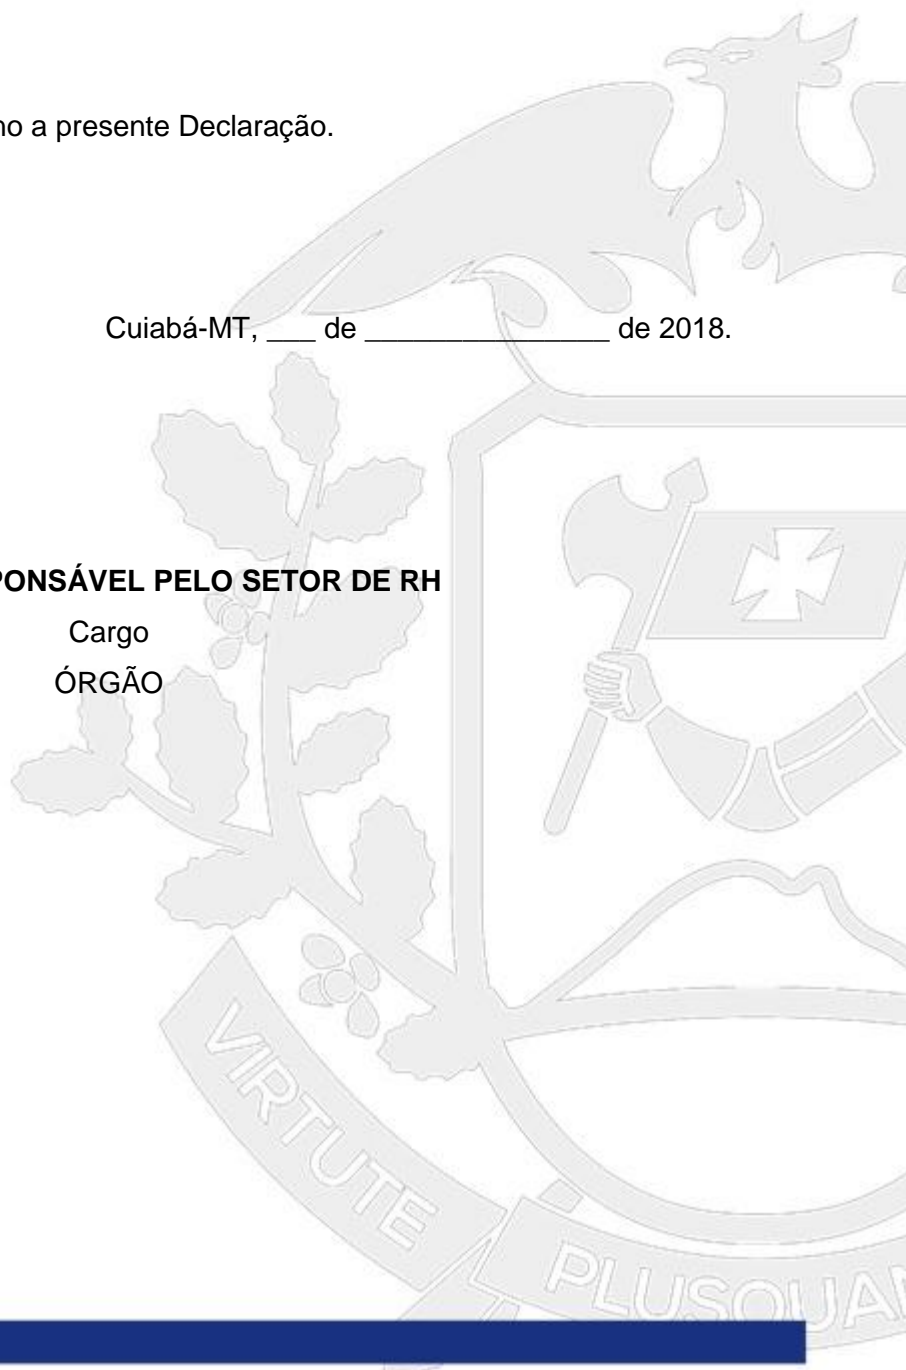 no a presente Declaração.
Cuiabá-MT, ___ de _______________ de 2018.
PONSÁVEL PELO SETOR DE RH
Cargo
ÓRGÃO
VIRTUTE
PLUSQUAM